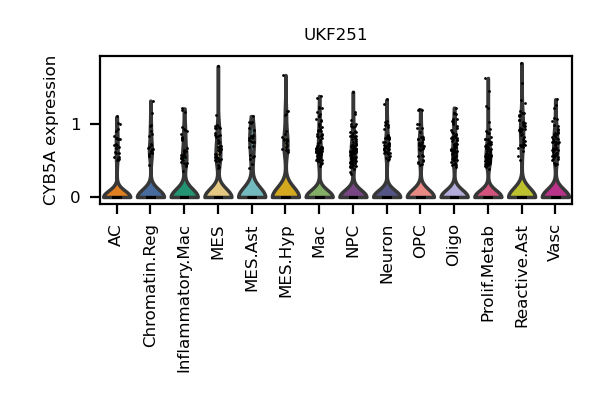 UKF251
CYB5A expression
1
0
AC
Chromatin.Reg
Inflammatory.Mac
MES
MES.Ast
MES.Hyp
Mac
NPC
Neuron
OPC
Oligo
Prolif.Metab
Reactive.Ast
Vasc